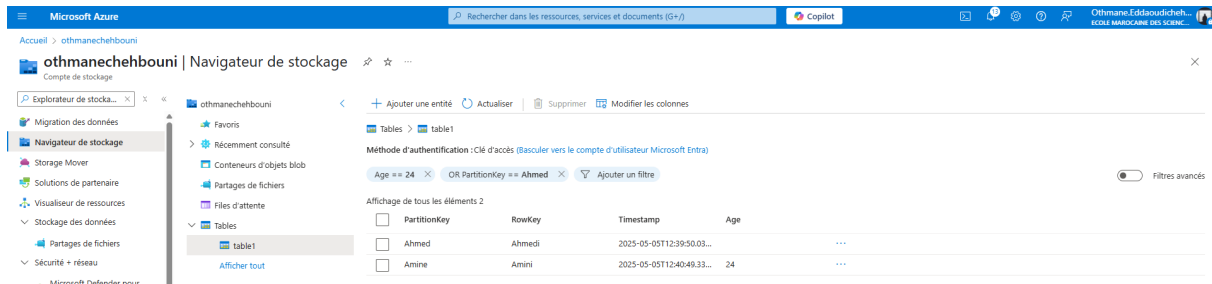 Microsoft Azure
Rechercher dans les ressources, services et documents (G+/)
Copilot
13
Othmane.Eddaoudicheh...
ECOLE MAROCAINE DES SCIENC...
Accueil > othmanechehbouni
othmanechehbouni | Navigateur de stockage
Compte de stockage
Explorateur de stocka...
Migration des données
Navigateur de stockage
Storage Mover
Solutions de partenaire
Visualiseur de ressources
Stockage des données
Partages de fichiers
Sécurité + réseau
Microsoft Defender pour
othmanechehbouni
Favoris
Récemment consulté
Conteneurs d'objets blob
Partages de fichiers
Files d'attente
Tables
table1
Afficher tout
Ajouter une entité Actualiser Supprimer Modifier les colonnes
Tables > table1
Méthode d'authentification : Clé d'accès (Basculer vers le compte d'utilisateur Microsoft Entra)
Age == 24 OR PartitionKey == Ahmed Ajouter un filtre
Filtres avancés
Affichage de tous les éléments 2
PartitionKey RowKey Timestamp Age
Ahmed Ahmedi 2025-05-05T12:39:50.03...
Amine Amini 2025-05-05T12:40:49.33... 24